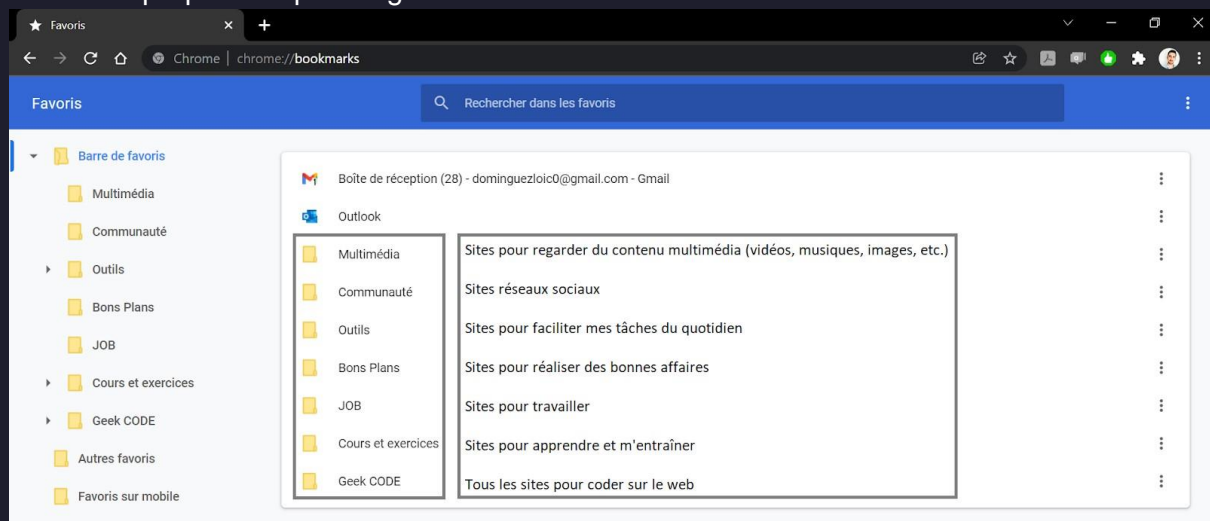 Favoris
Chrome | chrome://bookmarks
Favoris
Rechercher dans les favoris
Barre de favoris
Multimédia
Communauté
Outils
Bons Plans
JOB
Cours et exercices
Geek CODE
Autres favoris
Favoris sur mobile
Boîte de réception (28) - dominguezloic0@gmail.com - Gmail
Outlook
Multimédia Sites pour regarder du contenu multimédia (vidéos, musiques, images, etc.)
Communauté Sites réseaux sociaux
Outils Sites pour faciliter mes tâches du quotidien
Bons Plans Sites pour réaliser des bonnes affaires
JOB Sites pour travailler
Cours et exercices Sites pour apprendre et m'entraîner
Geek CODE Tous les sites pour coder sur le web